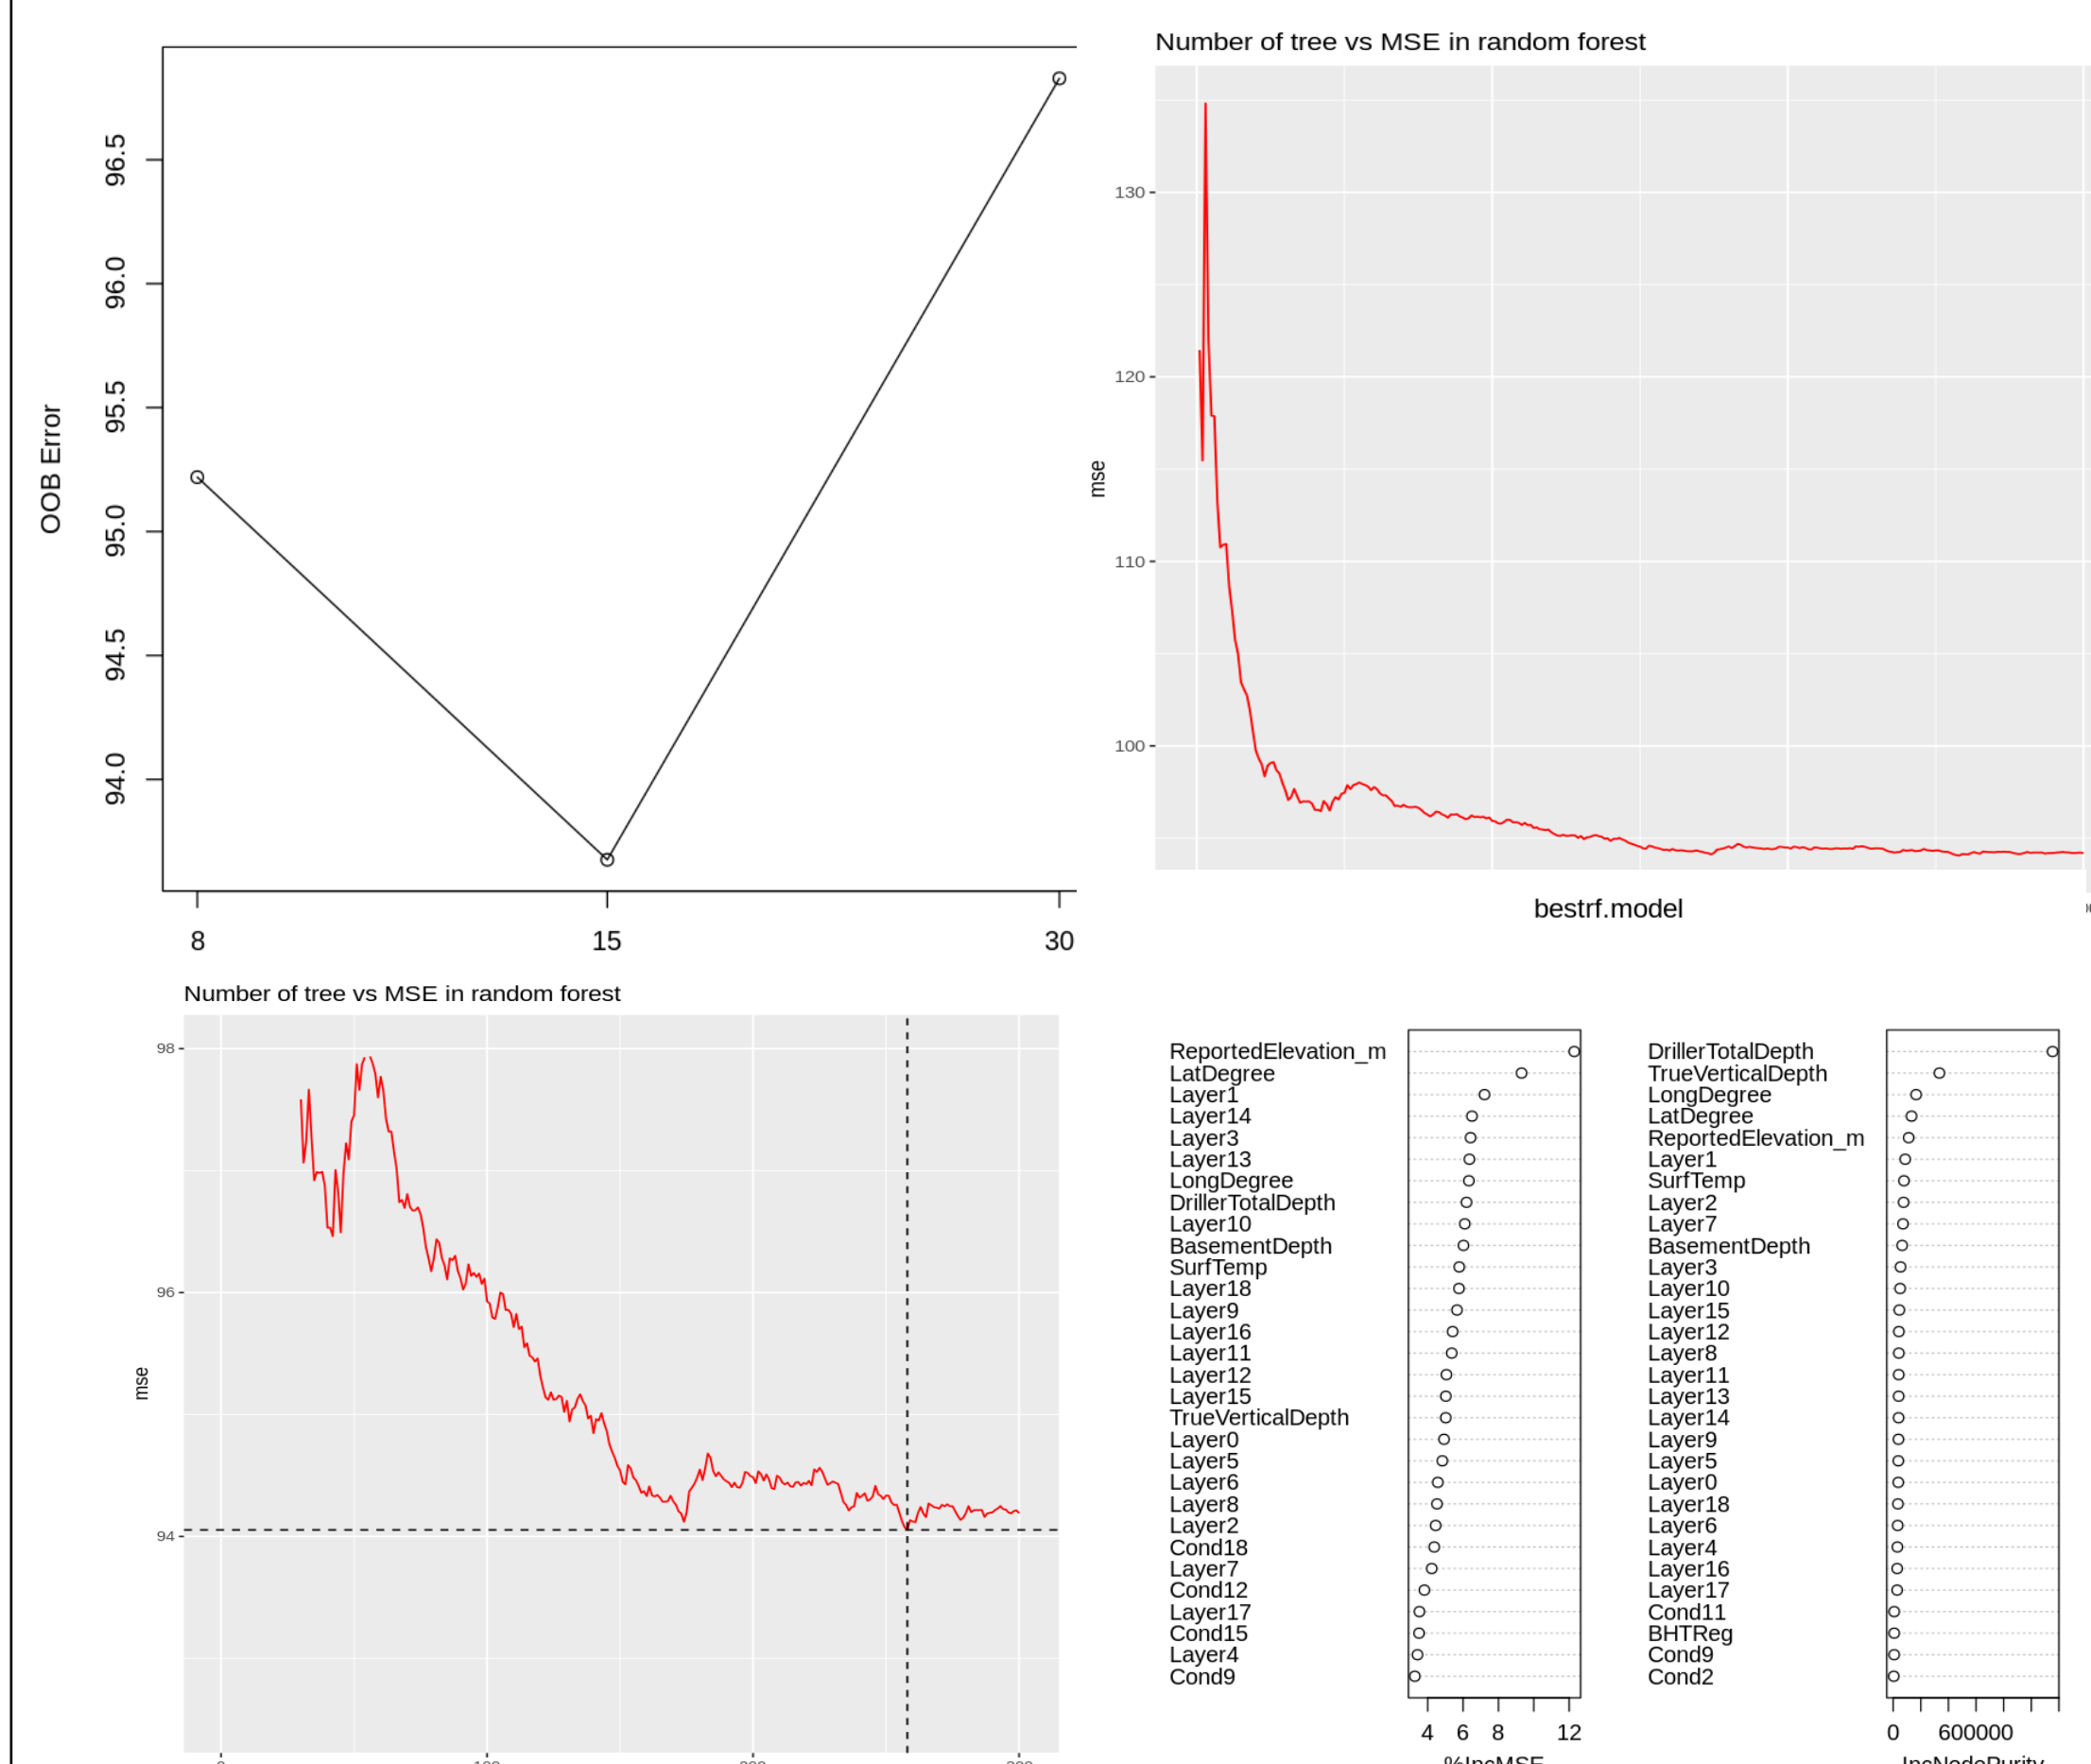 OOB Error
96.5
96.0
95.5
95.0
94.5
94.0
8 15 30
Number of tree vs MSE in random forest
mse
130
120
110
100
Number of tree vs MSE in random forest
mse
98
96
94
bestrf.model
ReportedElevation_m
LatDegree
Layer1
Layer14
Layer3
Layer13
LongDegree
DrillerTotalDepth
Layer10
BasementDepth
SurfTemp
Layer18
Layer9
Layer16
Layer11
Layer12
Layer15
TrueVerticalDepth
Layer0
Layer5
Layer6
Layer8
Layer2
Cond18
Layer7
Cond12
Layer17
Cond15
Layer4
Cond9
4 6 8 12
%IncMSE
DrillerTotalDepth
TrueVerticalDepth
LongDegree
LatDegree
ReportedElevation_m
Layer1
SurfTemp
Layer2
Layer7
BasementDepth
Layer3
Layer10
Layer15
Layer12
Layer8
Layer11
Layer13
Layer14
Layer9
Layer5
Layer0
Layer18
Layer6
Layer4
Layer16
Layer17
Cond11
BHTReg
Cond9
Cond2
0 600000
IncNodePurity